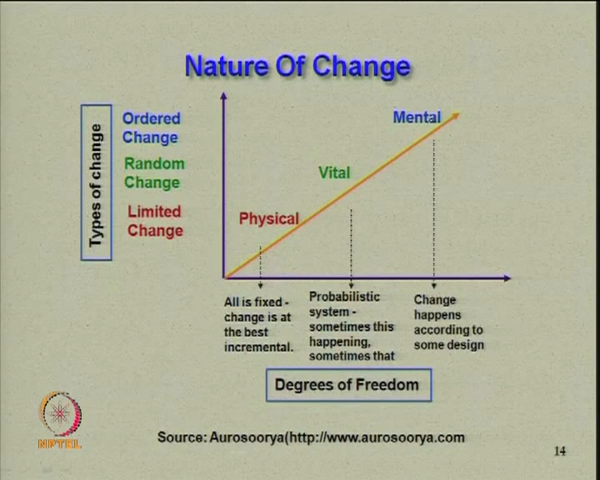 Nature Of Change
Types of change
Ordered
Change
Random
Change
Limited
Change
Mental
Vital
Physical
All is fixed -
change is at
the best
incremental.
Probabilistic
system -
sometimes this
happening,
sometimes that
Change
happens
according to
some design
Degrees of Freedom
NPTEL
Source: Aurosoorya(http://www.aurosoorya.com
14